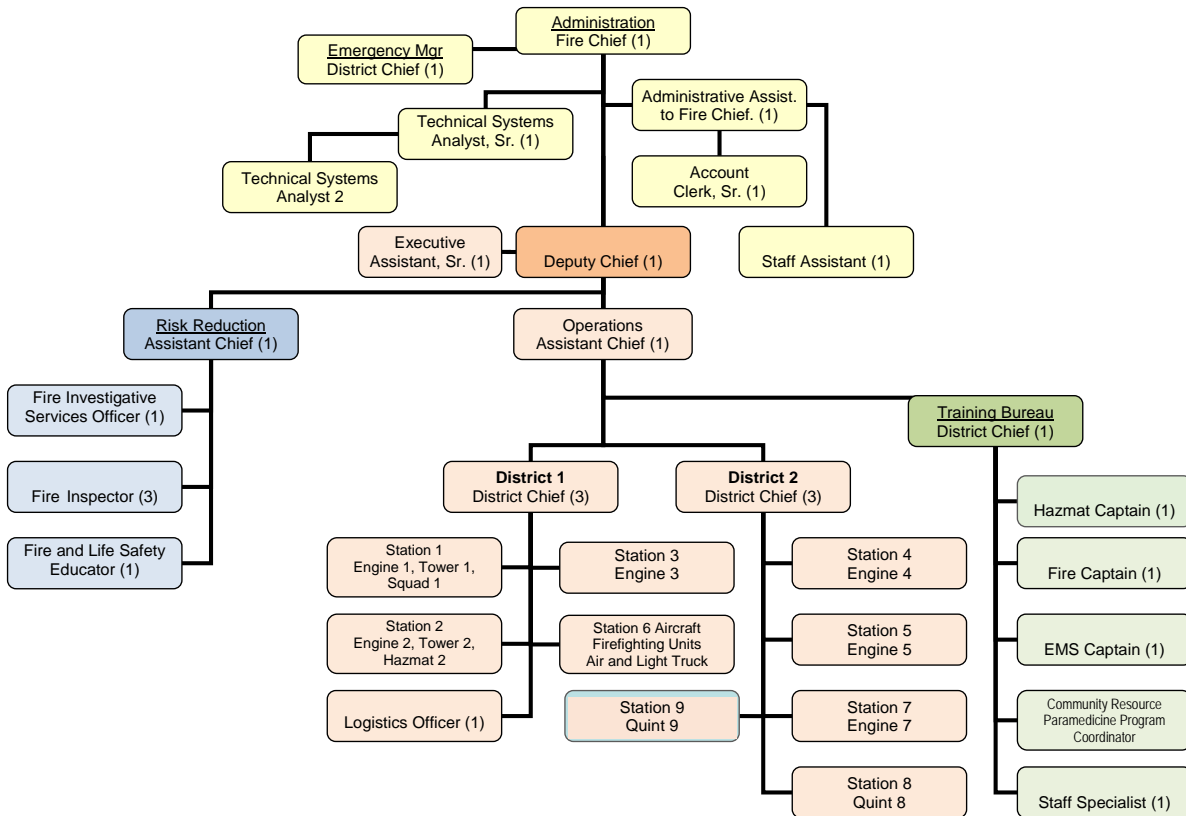 Administration
Fire Chief (1)
Emergency Mgr
District Chief (1)
Administrative Assist.
to Fire Chief. (1)
Technical Systems
Analyst, Sr. (1)
Technical Systems
Analyst 2
Account
Clerk, Sr. (1)
Executive
Assistant, Sr. (1)
Deputy Chief (1)
Staff Assistant (1)
Risk Reduction
Assistant Chief (1)
Operations
Assistant Chief (1)
Fire Investigative
Services Officer (1)
Fire Inspector (3)
Fire and Life Safety
Educator (1)
Training Bureau
District Chief (1)
District 1
District Chief (3)
District 2
District Chief (3)
Station 1
Engine 1, Tower 1,
Squad 1
Station 3
Engine 3
Station 2
Engine 2, Tower 2,
Hazmat 2
Station 6 Aircraft
Firefighting Units
Air and Light Truck
Logistics Officer (1)
Station 4
Engine 4
Station 5
Engine 5
Station 9
Quint 9
Station 7
Engine 7
Station 8
Quint 8
Hazmat Captain (1)
Fire Captain (1)
EMS Captain (1)
Community Resource
Paramedicine Program
Coordinator
Staff Specialist (1)